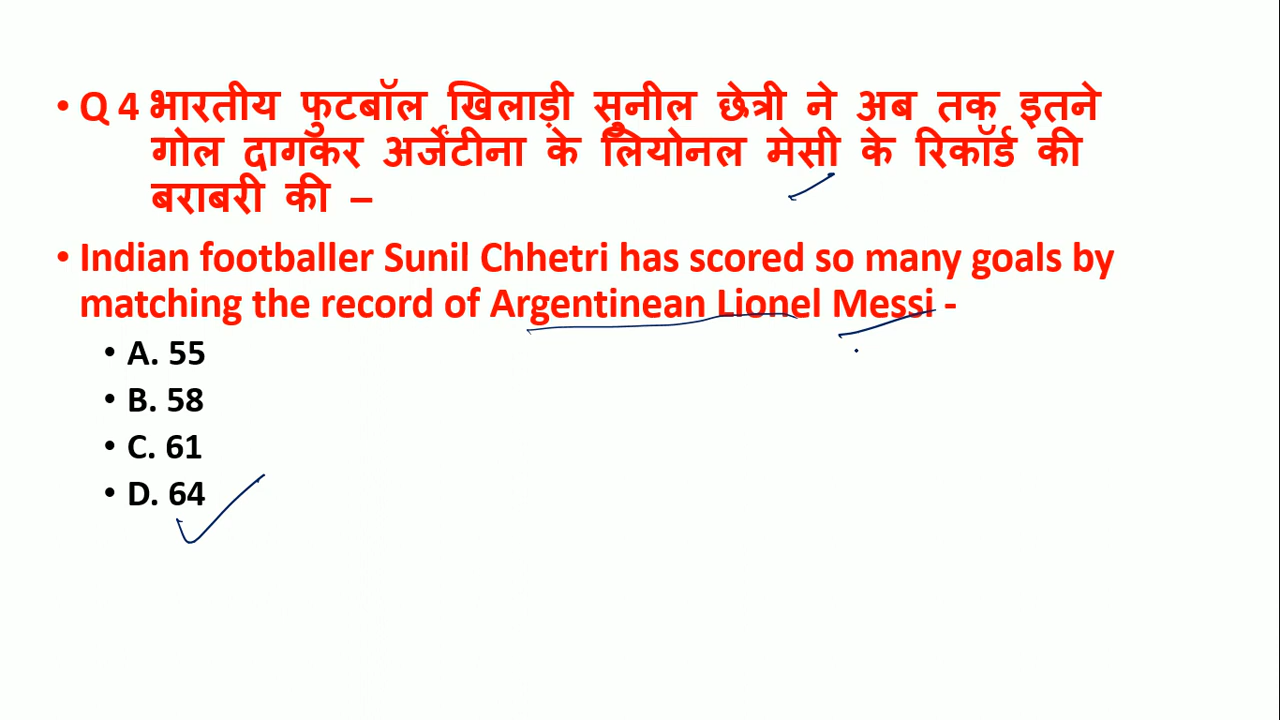 • Q 4 भारतीय फुटबॉल खिलाड़ी सुनील छेत्री ने अब तक इतने
गोल दागकर अर्जेंटीना के लियोनल मेसी के रिकॉर्ड की
बराबरी की –
• Indian footballer Sunil Chhetri has scored so many goals by
matching the record of Argentinean Lionel Messi -
• A. 55
• B. 58
• C. 61
• D. 64